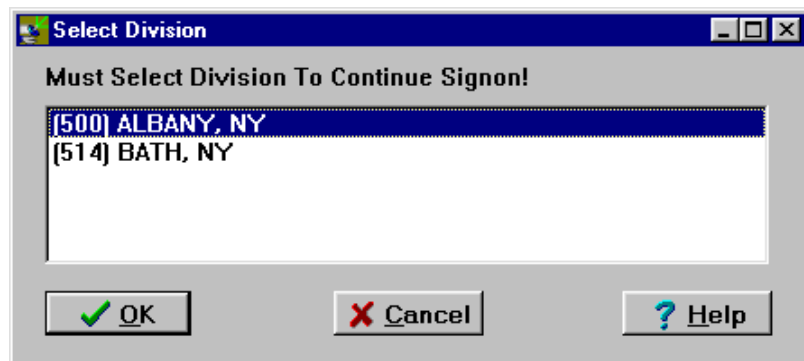 Select Division
Must Select Division To Continue Signon!
(500) ALBANY, NY
(514) BATH, NY
OK
Cancel
? Help